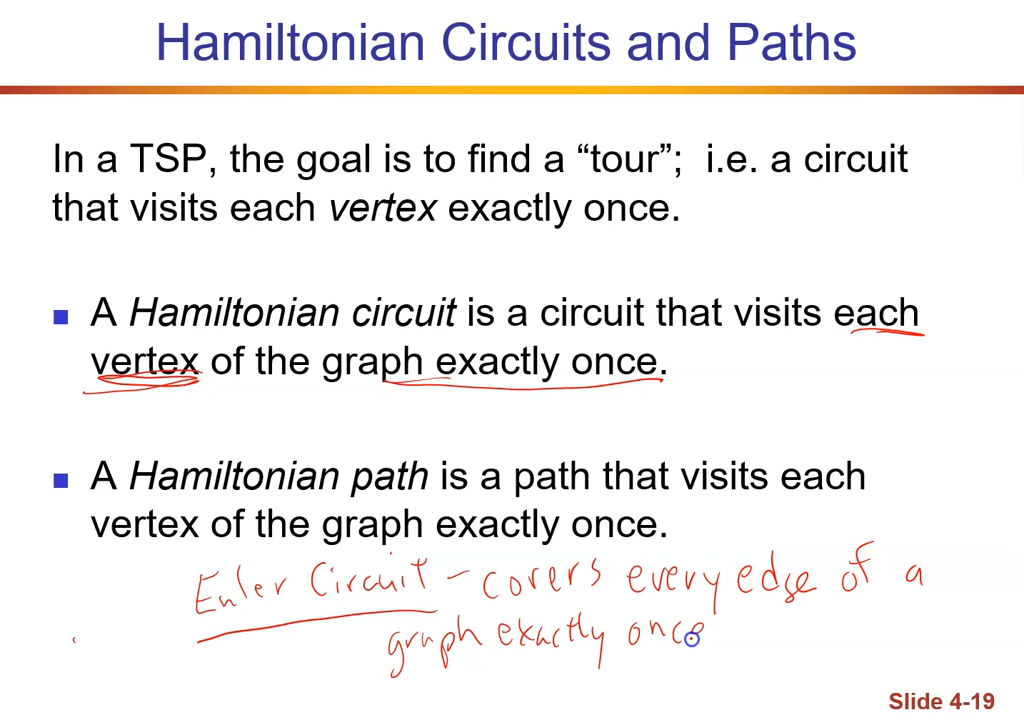 Hamiltonian Circuits and Paths
In a TSP, the goal is to find a “tour”; i.e. a circuit
that visits each vertex exactly once.
A Hamiltonian circuit is a circuit that visits each
vertex of the graph exactly once.
A Hamiltonian path is a path that visits each
vertex of the graph exactly once.
Euler Circuit - covers every edge of a
graph exactly once
Slide 4-19